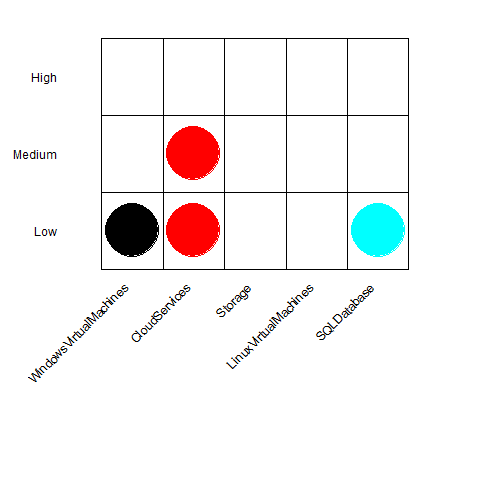 High
Medium
Low
WindowsVirtualMachines
CloudServices
Storage
LinuxVirtualMachines
SQLDatabase